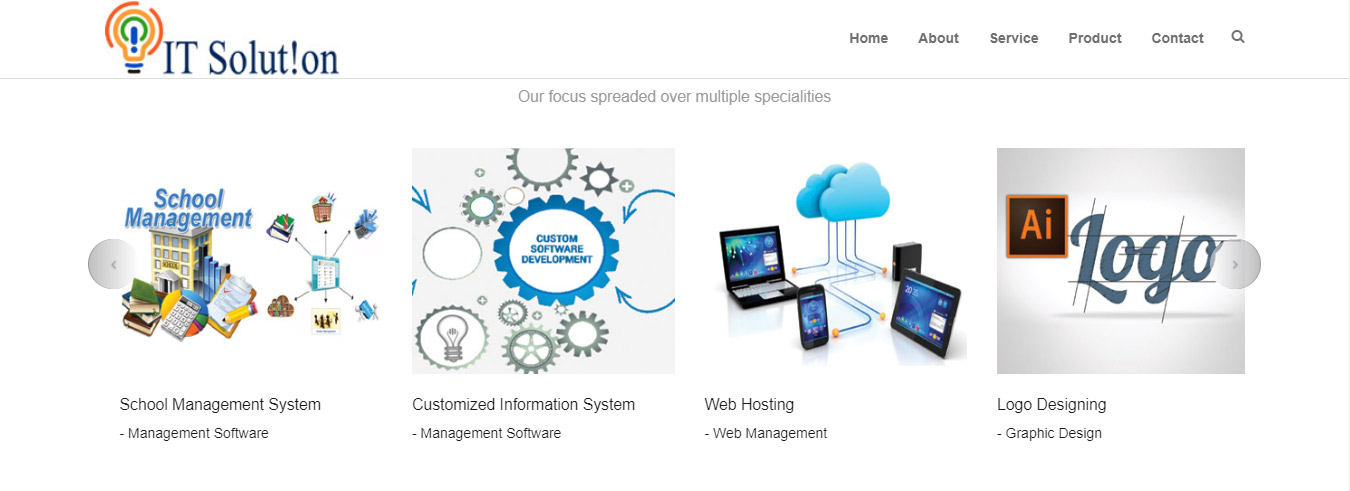 IT Solut!on
Home About Service Product Contact
Our focus spreaded over multiple specialities
School
Management
SCHOOL
CUSTOM
SOFTWARE
DEVELOPMENT
Ai
Logo
School Management System
- Management Software
Customized Information System
- Management Software
Web Hosting
- Web Management
Logo Designing
- Graphic Design